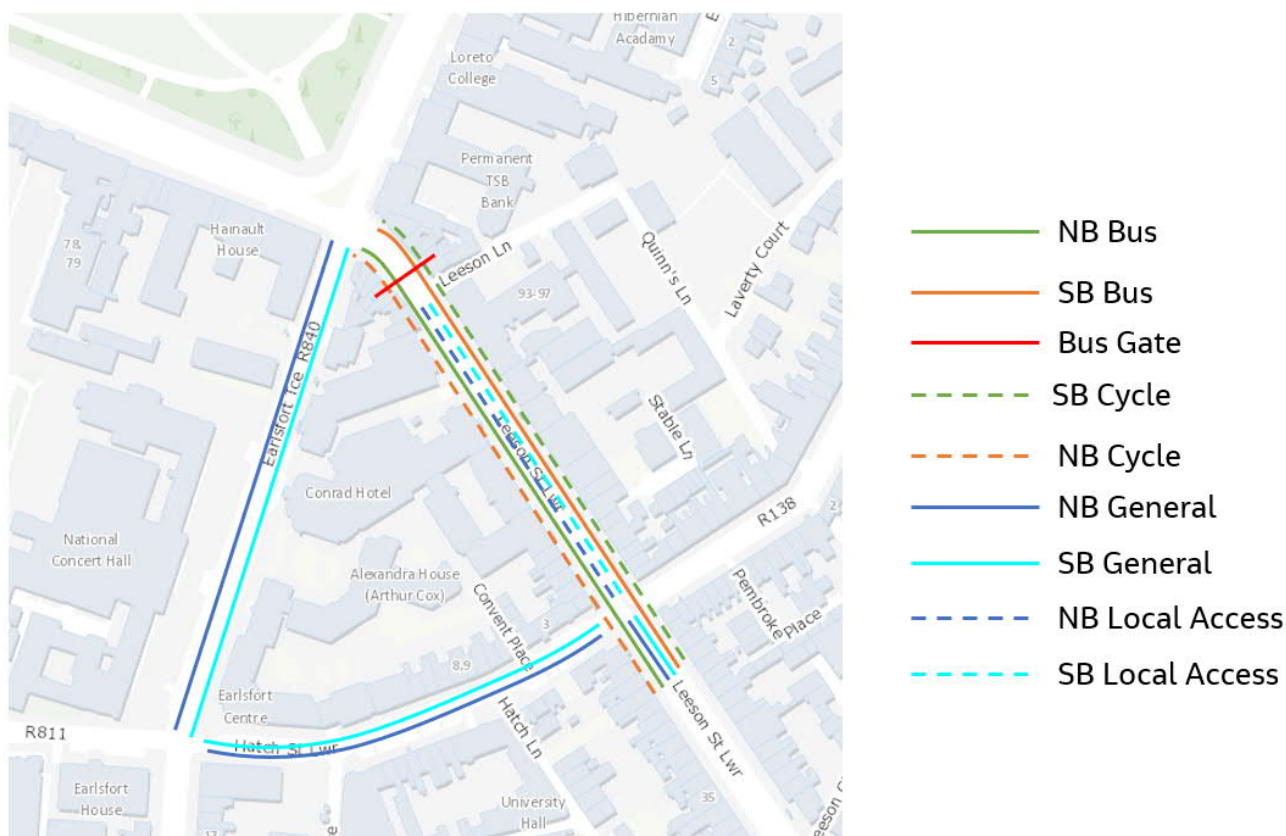 Hibernian
Acadamy
2
5
Loreto
College
Permanent
TSB
Bank
Hainault
House
78,
79
Leeson Ln
93-97
Quinn's Ln
Laverty Court
Earlsfort Tce R840
Leeson St Lwr
Stable Ln
Conrad Hotel
R138
2
National
Concert Hall
Alexandra House
(Arthur Cox)
Convent Place
3
8,9
Pembroke
Place
Earlsfort
Centre
R811
Hatch St Lwr
Hatch Ln
Leeson St Lwr
Earlsfort
House
17
University
Hall
35
NB Bus
SB Bus
Bus Gate
SB Cycle
NB Cycle
NB General
SB General
NB Local Access
SB Local Access